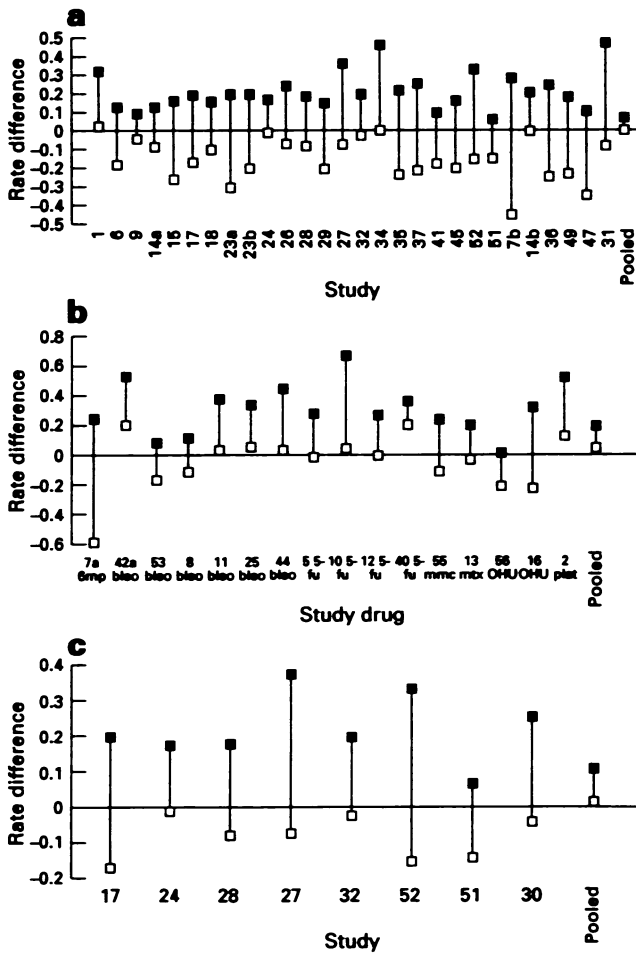 a
Rate difference
0.5
0.4
0.3
0.2
0.1
0
–0.1
–0.2
–0.3
–0.4
–0.5
1 6 9 14a 15 17 18 23a 23b 24 26 28 29 27 32 34 35 37 41 45 52 51 7b 14b 36 49 47 31 Pooled
Study
b
Rate difference
0.8
0.6
0.4
0.2
0
–0.2
–0.4
–0.6
7a 42a 53 8 11 25 44 5 5- 10 5- 12 5- 40 5- 55 13 56 16 2 Pooled
6mp bleo bleo bleo bleo bleo bleo fu fu fu fu mmc mtx OHU OHU plat
Study drug
c
Rate difference
0.4
0.3
0.2
0.1
0
–0.1
–0.2
17 24 28 27 32 52 51 30 Pooled
Study